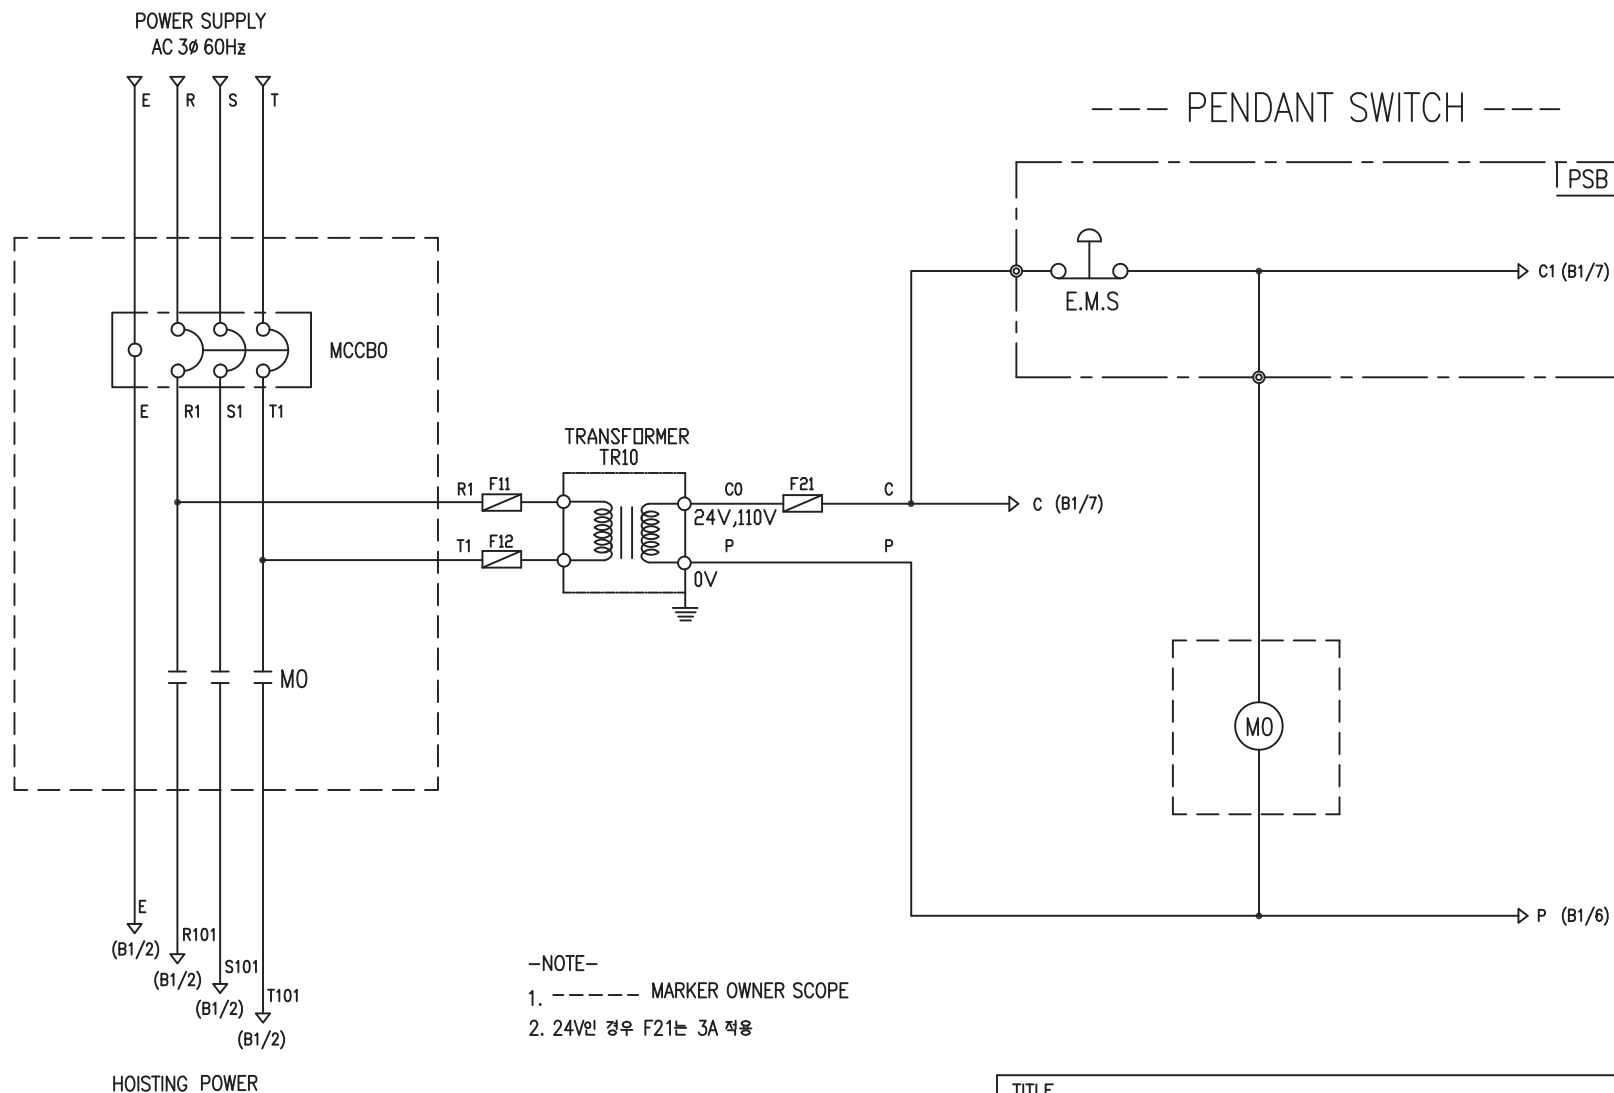 POWER SUPPLY
AC 3ø 60Hz
E R S T
---- PENDANT SWITCH ----
PSB
C1 (B1/7)
E.M.S
MCCB0
E R1 S1 T1
TRANSFORMER
TR10
R1 F11
C0 F21 C
C (B1/7)
24V,110V
T1 F12
P P
0V
M0
M0
E
(B1/2)
R101
(B1/2)
S101
(B1/2)
T101
(B1/2)
P (B1/6)
-NOTE-
1. ------ MARKER OWNER SCOPE
2. 24V인 경우 F21는 3A 적용
HOISTING POWER
TITLE